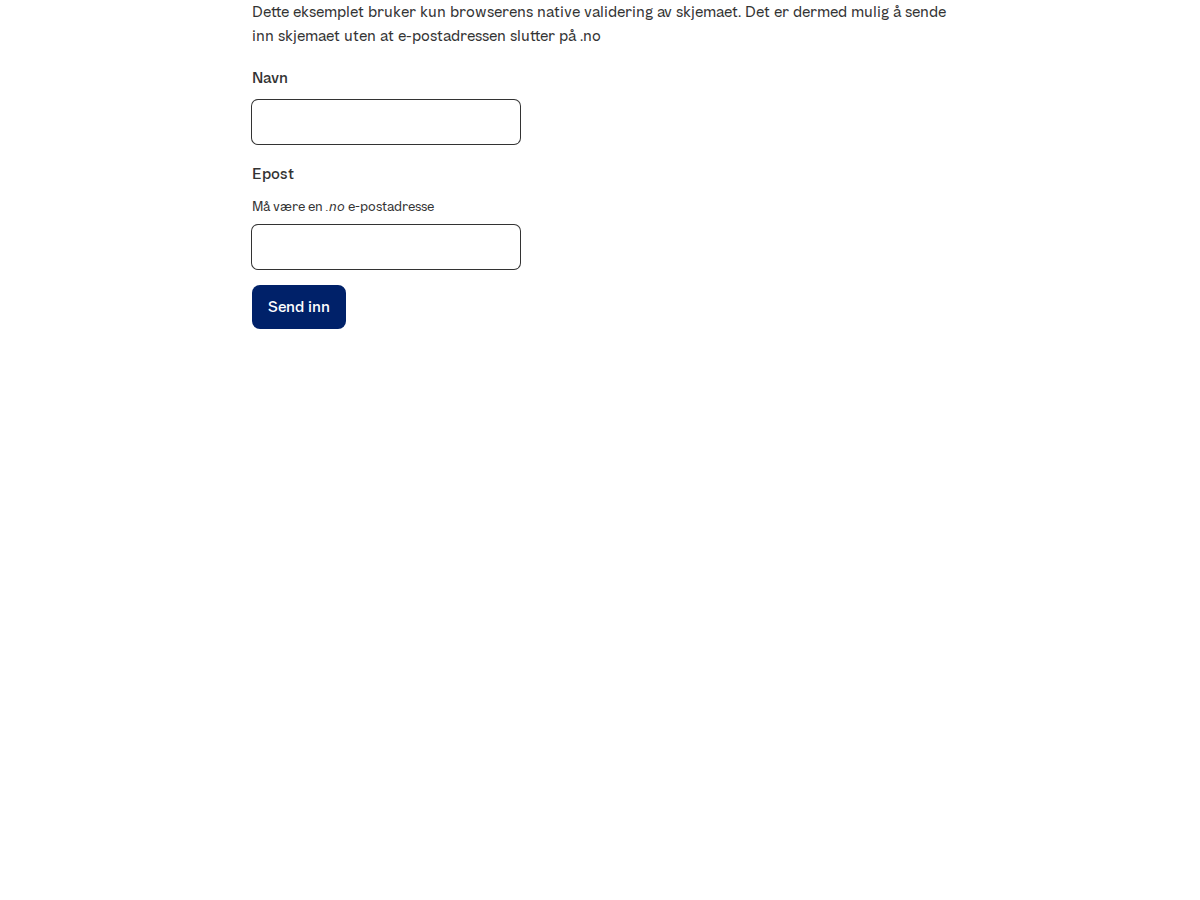 Dette eksemplet bruker kun browserens native validering av skjemaet. Det er dermed mulig å sende
inn skjemaet uten at e-postadressen slutter på .no
Navn
Epost
Må være en .no e-postadresse
Send inn